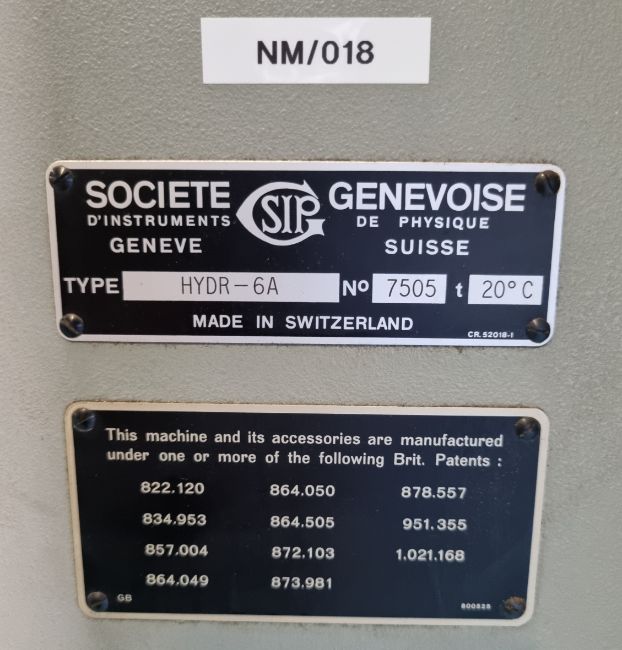 NM/018
SOCIETE SIP GENEVOISE
D'INSTRUMENTS DE PHYSIQUE
GENEVE SUISSE
TYPE HYDR-6A No 7505 t 20°C
MADE IN SWITZERLAND
CR. 52018-1
This machine and its accessories are manufactured
under one or more of the following Brit. Patents :
822.120 864.050 878.557
834.953 864.505 951.355
857.004 872.103 1.021.168
864.049 873.981
GB 800525